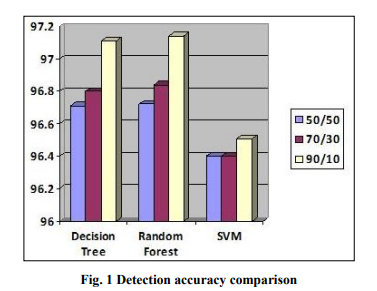 97.2
97
96.8
96.6
96.4
96.2
96
Decision Tree
Random Forest
SVM
50/50
70/30
90/10
Fig. 1 Detection accuracy comparison